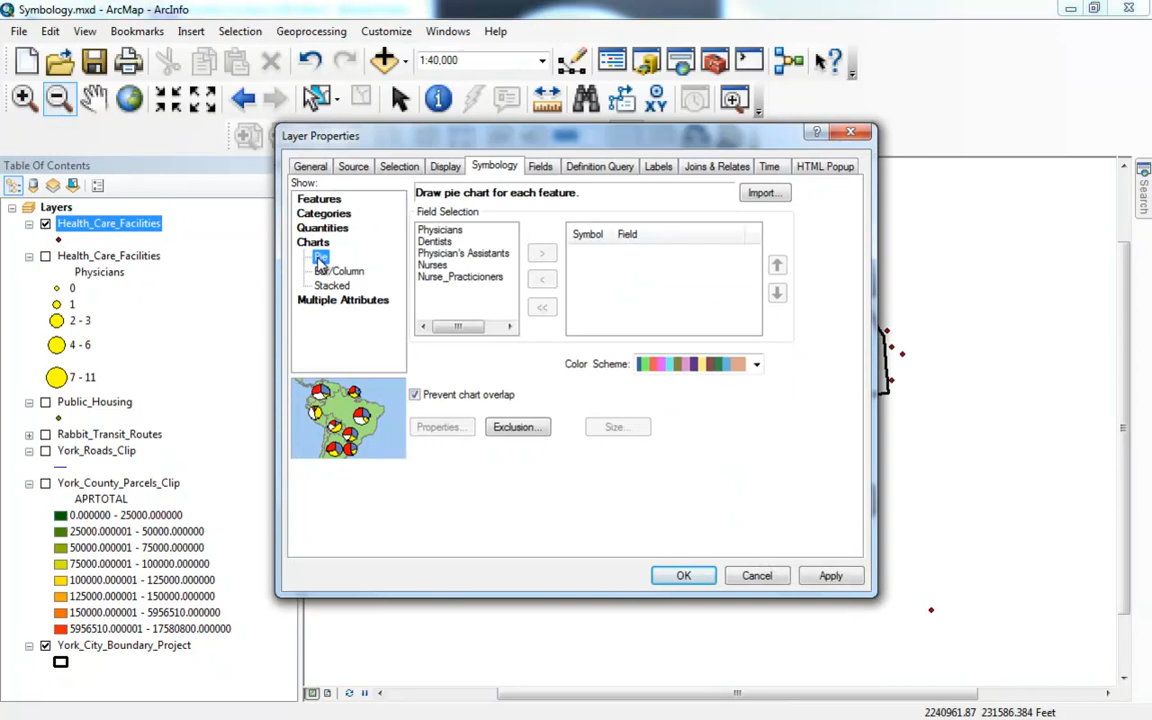 Symbology.mxd - ArcMap - ArcInfo
File Edit View Bookmarks Insert Selection Geoprocessing Customize Windows Help
1:40,000
Table Of Contents
Layers
Health_Care_Facilities
Health_Care_Facilities
Physicians
0
1
2 - 3
4 - 6
7 - 11
Public_Housing
Rabbit_Transit_Routes
York_Roads_Clip
York_County_Parcels_Clip
APRTOTAL
0.000000 - 25000.000000
25000.000001 - 50000.000000
50000.000001 - 75000.000000
75000.000001 - 100000.000000
100000.000001 - 125000.000000
125000.000001 - 150000.000000
150000.000001 - 5956510.000000
5956510.000001 - 17580800.000000
York_City_Boundary_Project
Layer Properties
General Source Selection Display Symbology Fields Definition Query Labels Joins & Relates Time HTML Popup
Show:
Features
Categories
Quantities
Charts
Stacked
Multiple Attributes
Draw pie chart for each feature.
Import...
Field Selection
Physicians
Dentists
Physician's Assistants
Nurses
Nurse_Practicioners
>
<
<<
Symbol Field
Color Scheme:
Prevent chart overlap
Properties...
Exclusion...
Size...
OK
Cancel
Apply
Search
2240961.87 231586.384 Feet